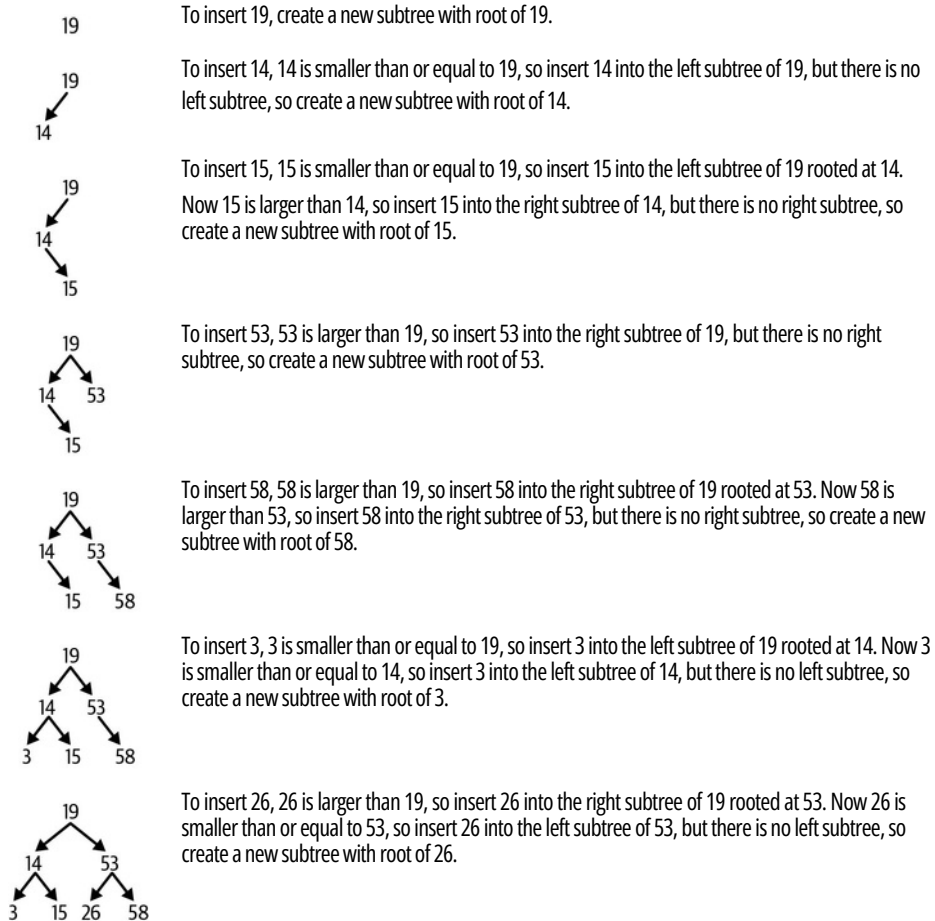 19
To insert 19, create a new subtree with root of 19.
19
14
To insert 14, 14 is smaller than or equal to 19, so insert 14 into the left subtree of 19, but there is no
left subtree, so create a new subtree with root of 14.
19
14
15
To insert 15, 15 is smaller than or equal to 19, so insert 15 into the left subtree of 19 rooted at 14.
Now 15 is larger than 14, so insert 15 into the right subtree of 14, but there is no right subtree, so
create a new subtree with root of 15.
19
14 53
15
To insert 53, 53 is larger than 19, so insert 53 into the right subtree of 19, but there is no right
subtree, so create a new subtree with root of 53.
19
14 53
15 58
To insert 58, 58 is larger than 19, so insert 58 into the right subtree of 19 rooted at 53. Now 58 is
larger than 53, so insert 58 into the right subtree of 53, but there is no right subtree, so create a new
subtree with root of 58.
19
14 53
3 15 58
To insert 3, 3 is smaller than or equal to 19, so insert 3 into the left subtree of 19 rooted at 14. Now 3
is smaller than or equal to 14, so insert 3 into the left subtree of 14, but there is no left subtree, so
create a new subtree with root of 3.
19
14 53
3 15 26 58
To insert 26, 26 is larger than 19, so insert 26 into the right subtree of 19 rooted at 53. Now 26 is
smaller than or equal to 53, so insert 26 into the left subtree of 53, but there is no left subtree, so
create a new subtree with root of 26.